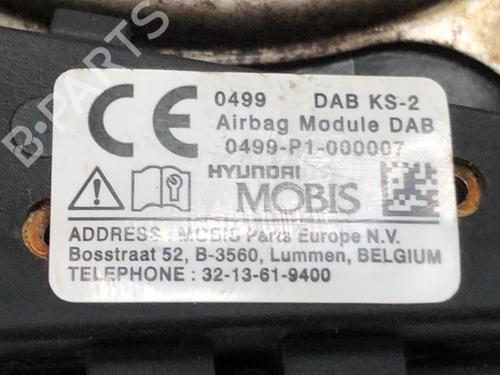 CE 0499 DAB KS-2
Airbag Module DAB
0499-P1-000007
HYUNDAI
MOBIS
ADDRESS : MOBIS Parts Europe N.V.
Bosstraat 52, B-3560, Lummen, BELGIUM
TELEPHONE : 32-13-61-9400
B-PARTS